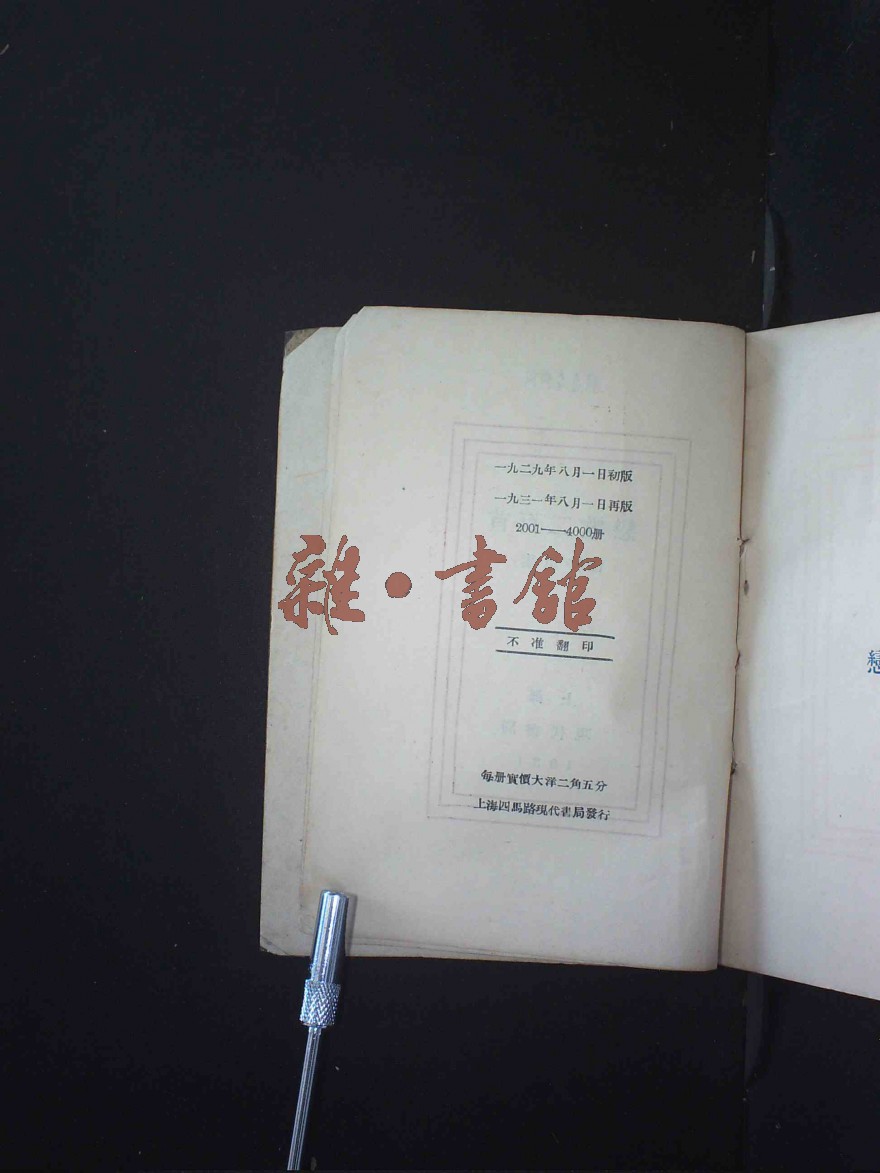 一九二九年八月一日初版
一九三一年八月一日再版
2001——4000册
雜·書館
不准翻印
每册實價大洋二角五分
上海四馬路現代書局發行
戀